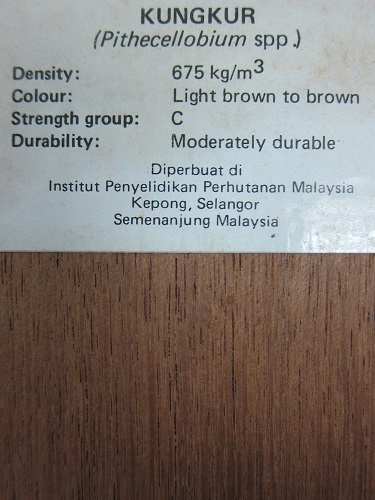 KUNGKUR
(Pithecellobium spp.)
Density: 675 kg/m³
Colour: Light brown to brown
Strength group: C
Durability: Moderately durable
Diperbuat di
Institut Penyelidikan Perhutanan Malaysia
Kepong, Selangor
Semenanjung Malaysia